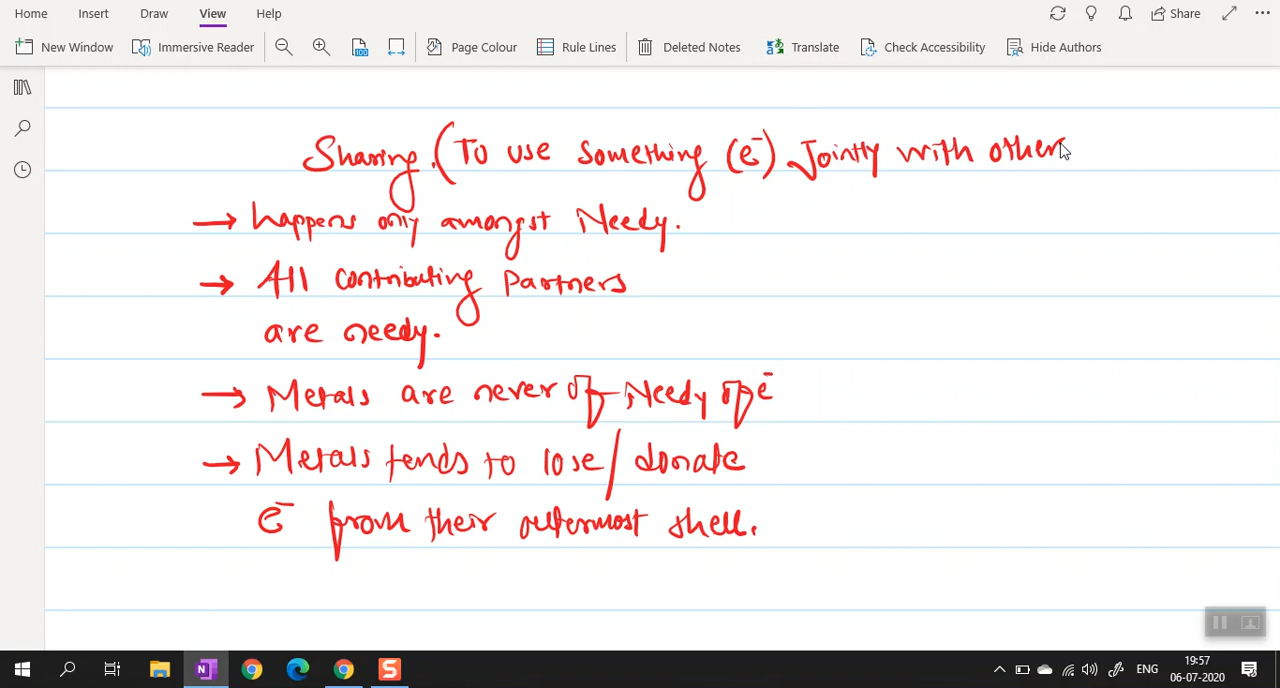 Home Insert Draw View Help Share
New Window Immersive Reader Page Colour Rule Lines Deleted Notes Translate Check Accessibility Hide Authors
Sharing. (To use something (e⁻) Jointly with other
→ happens only amongst Needy.
→ All contributing Partners
are needy.
→ Metals are never of Needy of e⁻
→ Metals tends to lose/donate
e⁻ from their outermost shell.
ENG 19:57
06-07-2020